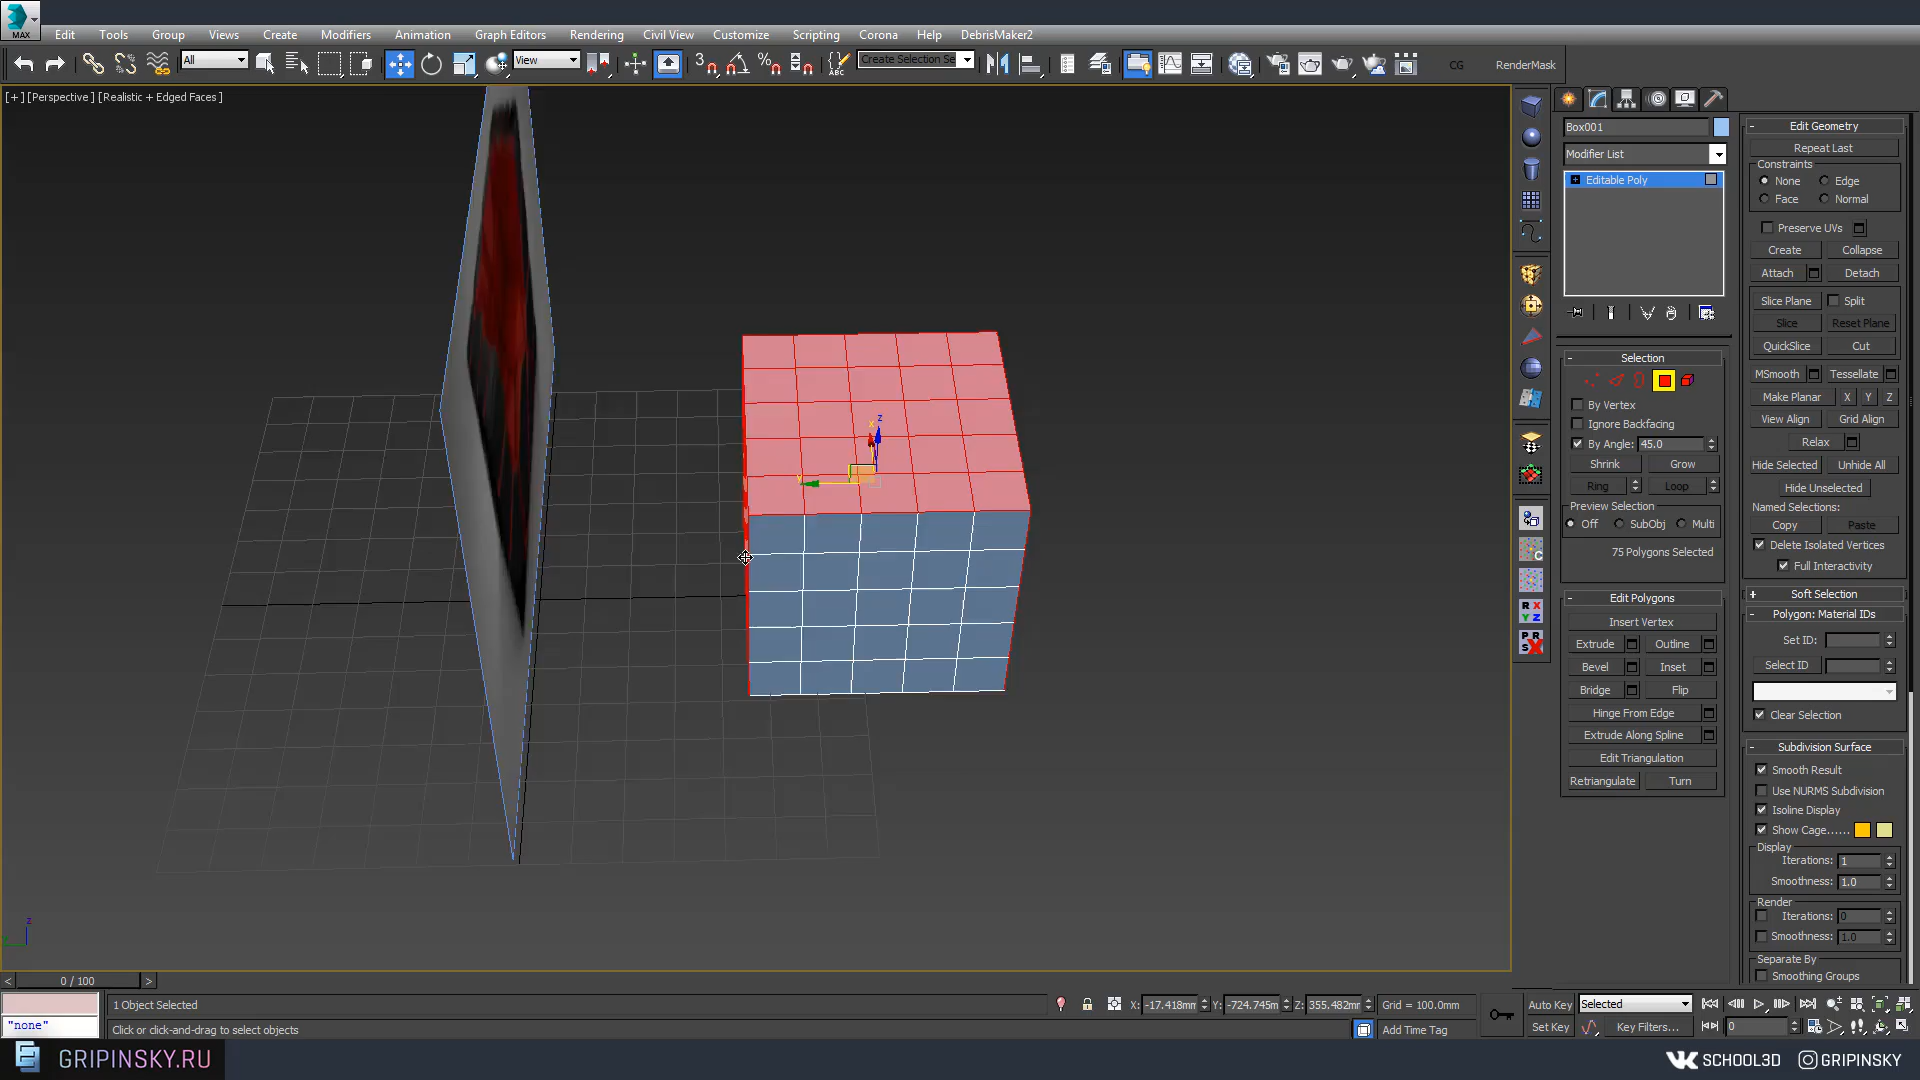 MAX
Edit Tools Group Views Create Modifiers Animation Graph Editors Rendering Civil View Customize Scripting Corona Help DebrisMaker2
All View 3 ABC Create Selection Se CG RenderMask
[+] [Perspective ] [Realistic + Edged Faces ]
Box001
Modifier List
Editable Poly
Selection
By Vertex
Ignore Backfacing
By Angle: 45.0
Shrink Grow
Ring Loop
Preview Selection
Off SubObj Multi
75 Polygons Selected
Edit Polygons
Insert Vertex
Extrude Outline
Bevel Inset
Bridge Flip
Hinge From Edge
Extrude Along Spline
Edit Triangulation
Retriangulate Turn
Edit Geometry
Repeat Last
Constraints
None Edge
Face Normal
Preserve UVs
Create Collapse
Attach Detach
Slice Plane Split
Slice Reset Plane
QuickSlice Cut
MSmooth Tessellate
Make Planar X Y Z
View Align Grid Align
Relax
Hide Selected Unhide All
Hide Unselected
Named Selections:
Copy Paste
Delete Isolated Vertices
Full Interactivity
Soft Selection
Polygon: Material IDs
Set ID:
Select ID
Clear Selection
Subdivision Surface
Smooth Result
Use NURMS Subdivision
Isoline Display
Show Cage......
Display
Iterations: 1
Smoothness: 1.0
Render
Iterations: 0
Smoothness: 1.0
Separate By
Smoothing Groups
x z
z
< 0 / 100 >
1 Object Selected X: -17.418mm Y: -724.745m Z: 355.482mm Grid = 100.0mm Auto Key Selected
"none" Click or click-and-drag to select objects Add Time Tag Set Key Key Filters... 0
GRIPINSKY.RU SCHOOL3D GRIPINSKY